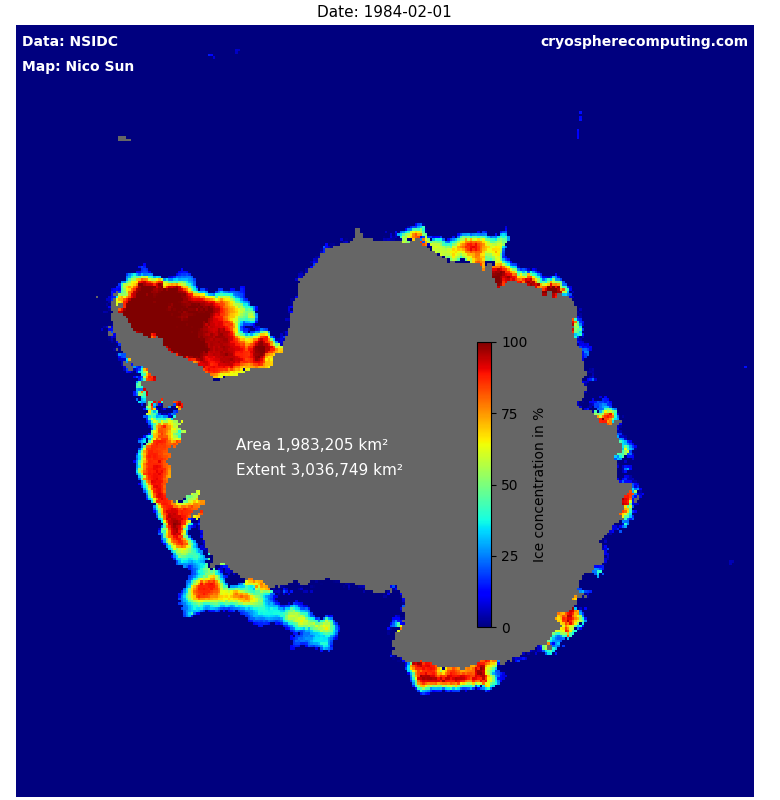 Date: 1984-02-01
Data: NSIDC
cryospherecomputing.com
Map: Nico Sun
100
75
50
25
0
Ice concentration in %
Area 1,983,205 km²
Extent 3,036,749 km²